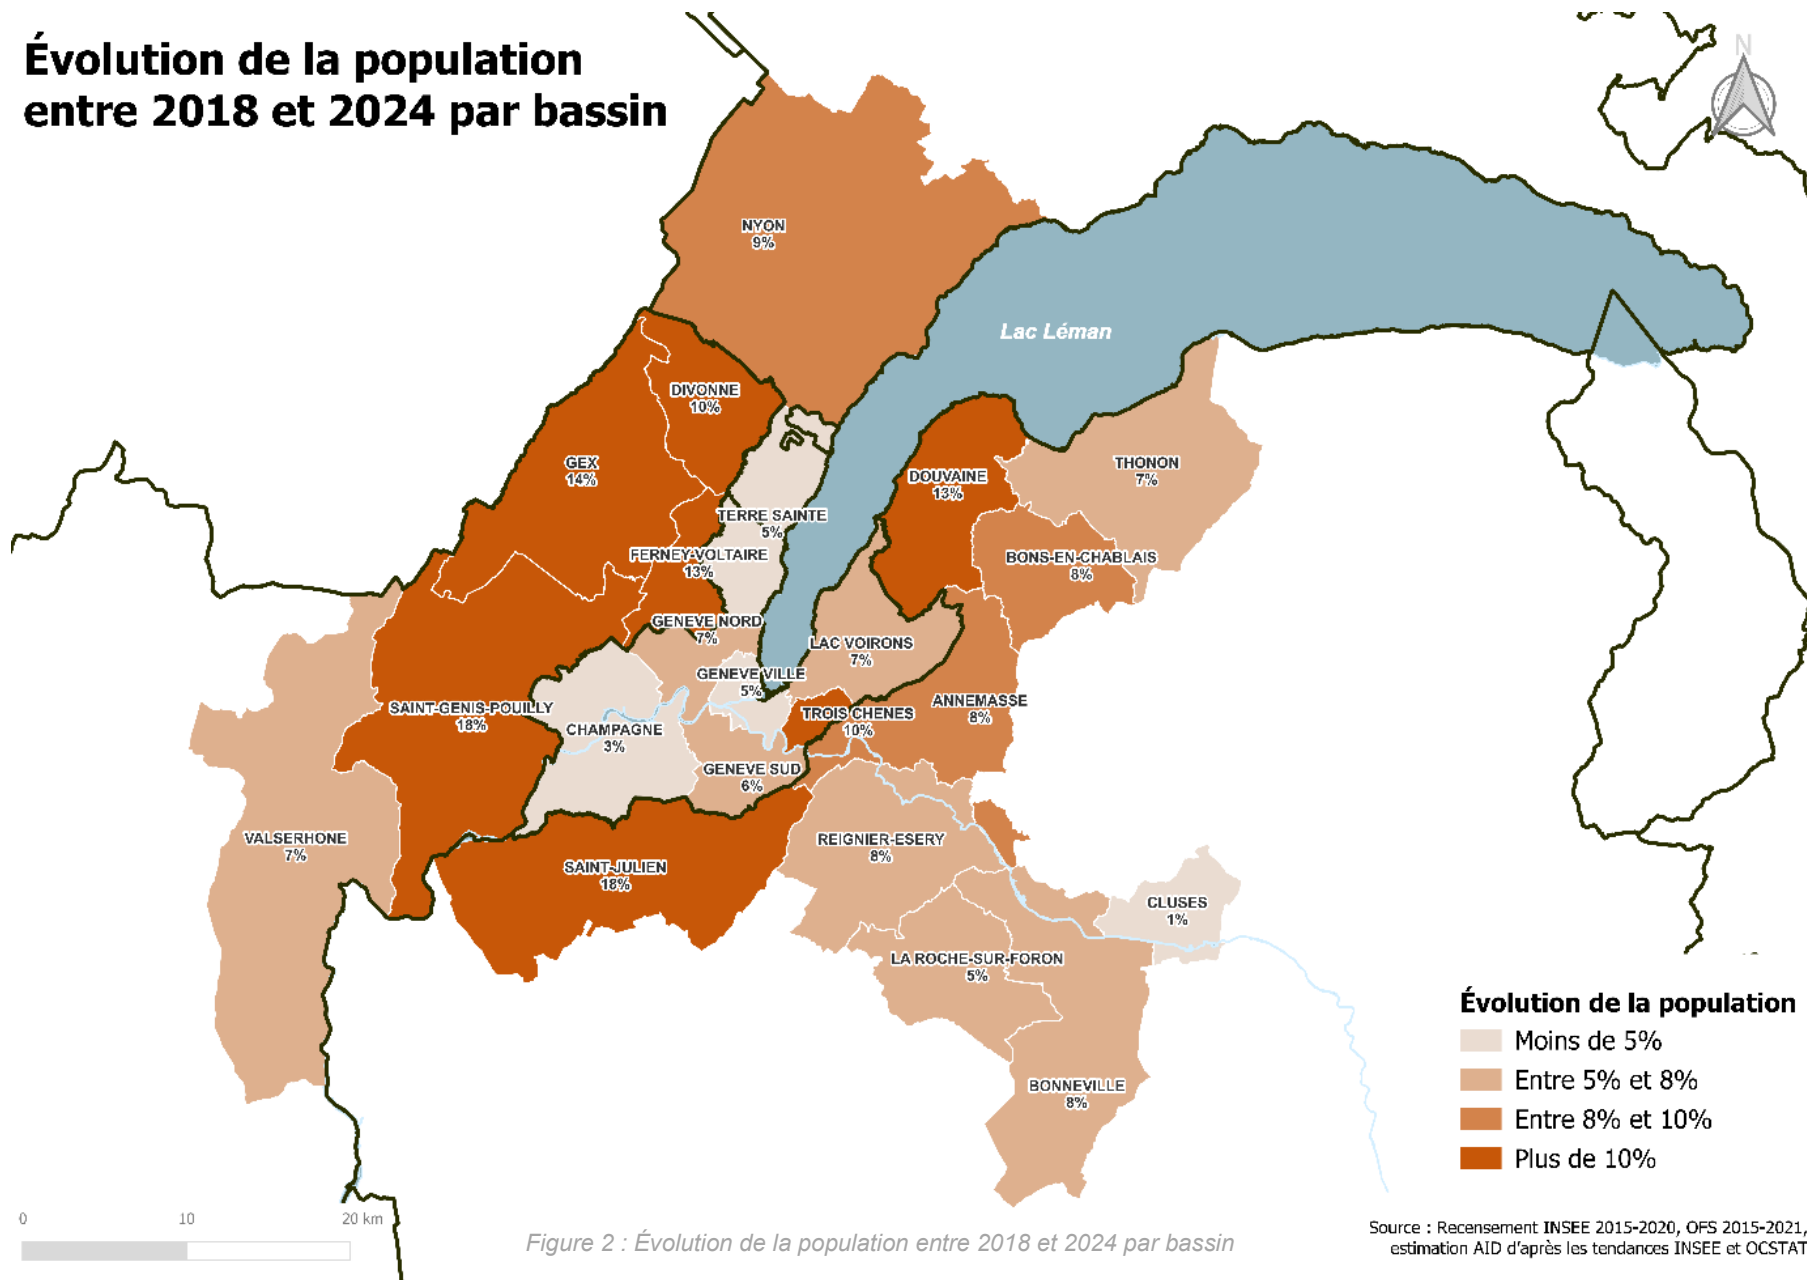 Évolution de la population
entre 2018 et 2024 par bassin
N
NYON
9%
Lac Léman
DIVONNE
10%
GEX
14%
DOUVAINE
13%
THONON
7%
TERRE SAINTE
5%
FERNEY-VOLTAIRE
13%
BONS-EN-CHABLAIS
8%
GENEVE NORD
7%
LAC VOIRONS
7%
GENEVE VILLE
5%
SAINT-GENIS-POUILLY
18%
CHAMPAGNE
3%
TROIS CHENES
10%
ANNEMASSE
8%
GENEVE SUD
6%
VALSERHONE
7%
SAINT-JULIEN
18%
REIGNIER-ESERY
8%
CLUSES
1%
LA ROCHE-SUR-FORON
5%
BONNEVILLE
8%
Évolution de la population
Moins de 5%
Entre 5% et 8%
Entre 8% et 10%
Plus de 10%
0 10 20 km
Figure 2 : Évolution de la population entre 2018 et 2024 par bassin
Source : Recensement INSEE 2015-2020, OFS 2015-2021,
estimation AID d'après les tendances INSEE et OCSTAT